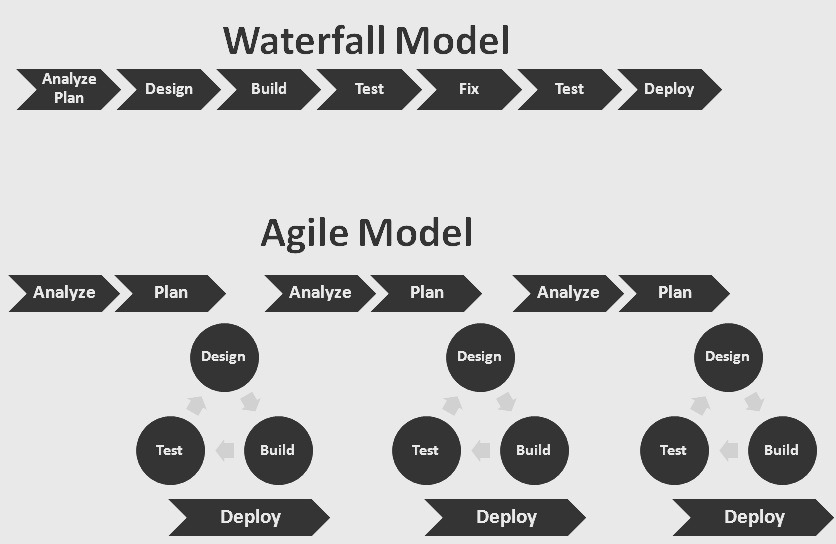 Waterfall Model
Analyze
Plan
Design
Build
Test
Fix
Test
Deploy
Agile Model
Analyze
Plan
Analyze
Plan
Analyze
Plan
Design
Test
Build
Deploy
Design
Test
Build
Deploy
Design
Test
Build
Deploy